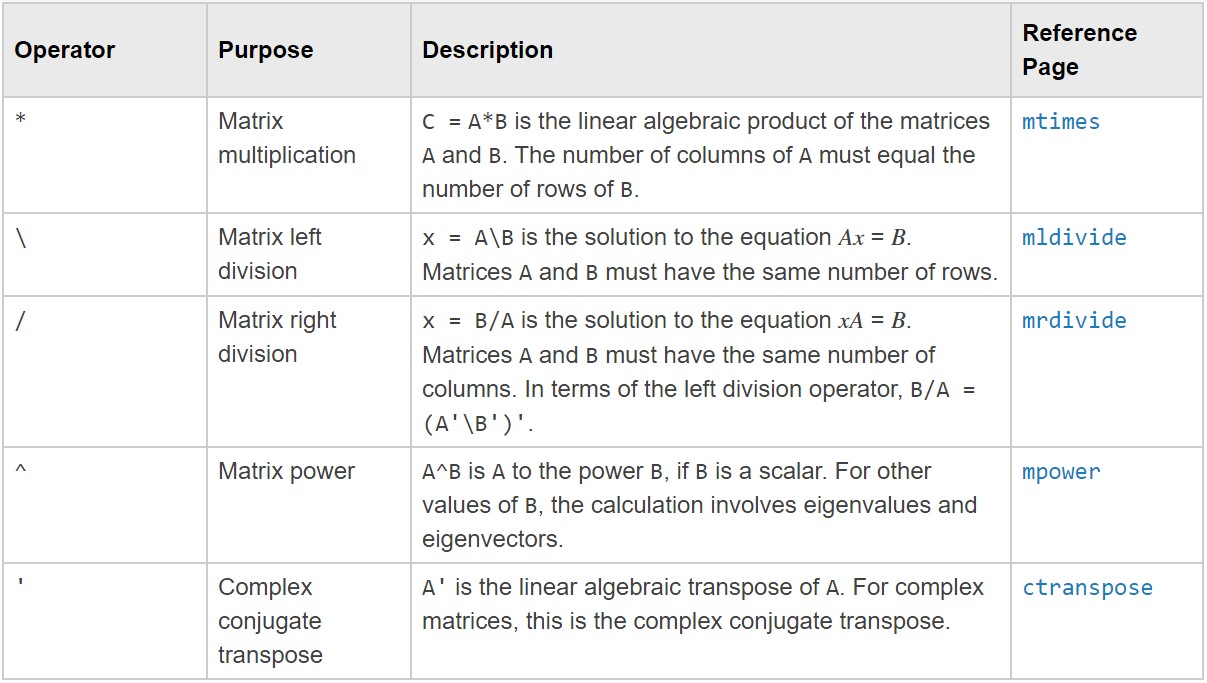 Operator Purpose Description Reference Page
* Matrix multiplication C = A*B is the linear algebraic product of the matrices
A and B. The number of columns of A must equal the
number of rows of B. mtimes
\ Matrix left division x = A\B is the solution to the equation Ax = B.
Matrices A and B must have the same number of rows. mldivide
/ Matrix right division x = B/A is the solution to the equation xA = B.
Matrices A and B must have the same number of
columns. In terms of the left division operator, B/A =
(A'\B')'. mrdivide
^ Matrix power A^B is A to the power B, if B is a scalar. For other
values of B, the calculation involves eigenvalues and
eigenvectors. mpower
' Complex conjugate transpose A' is the linear algebraic transpose of A. For complex
matrices, this is the complex conjugate transpose. ctranspose